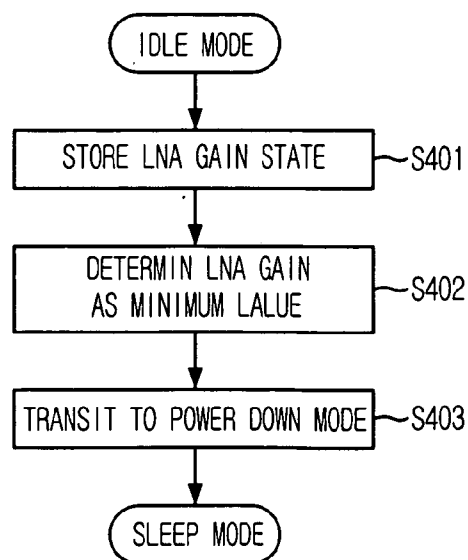 IDLE MODE
STORE LNA GAIN STATE
S401
DETERMIN LNA GAIN
AS MINIMUM LALUE
S402
TRANSIT TO POWER DOWN MODE
S403
SLEEP MODE